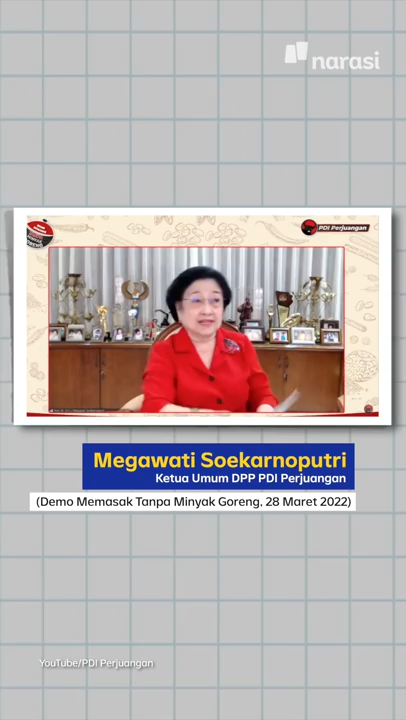 narasi
PDI Perjuangan
Megawati Soekarnoputri
Ketua Umum DPP PDI Perjuangan
(Demo Memasak Tanpa Minyak Goreng, 28 Maret 2022)
YouTube/PDI Perjuangan